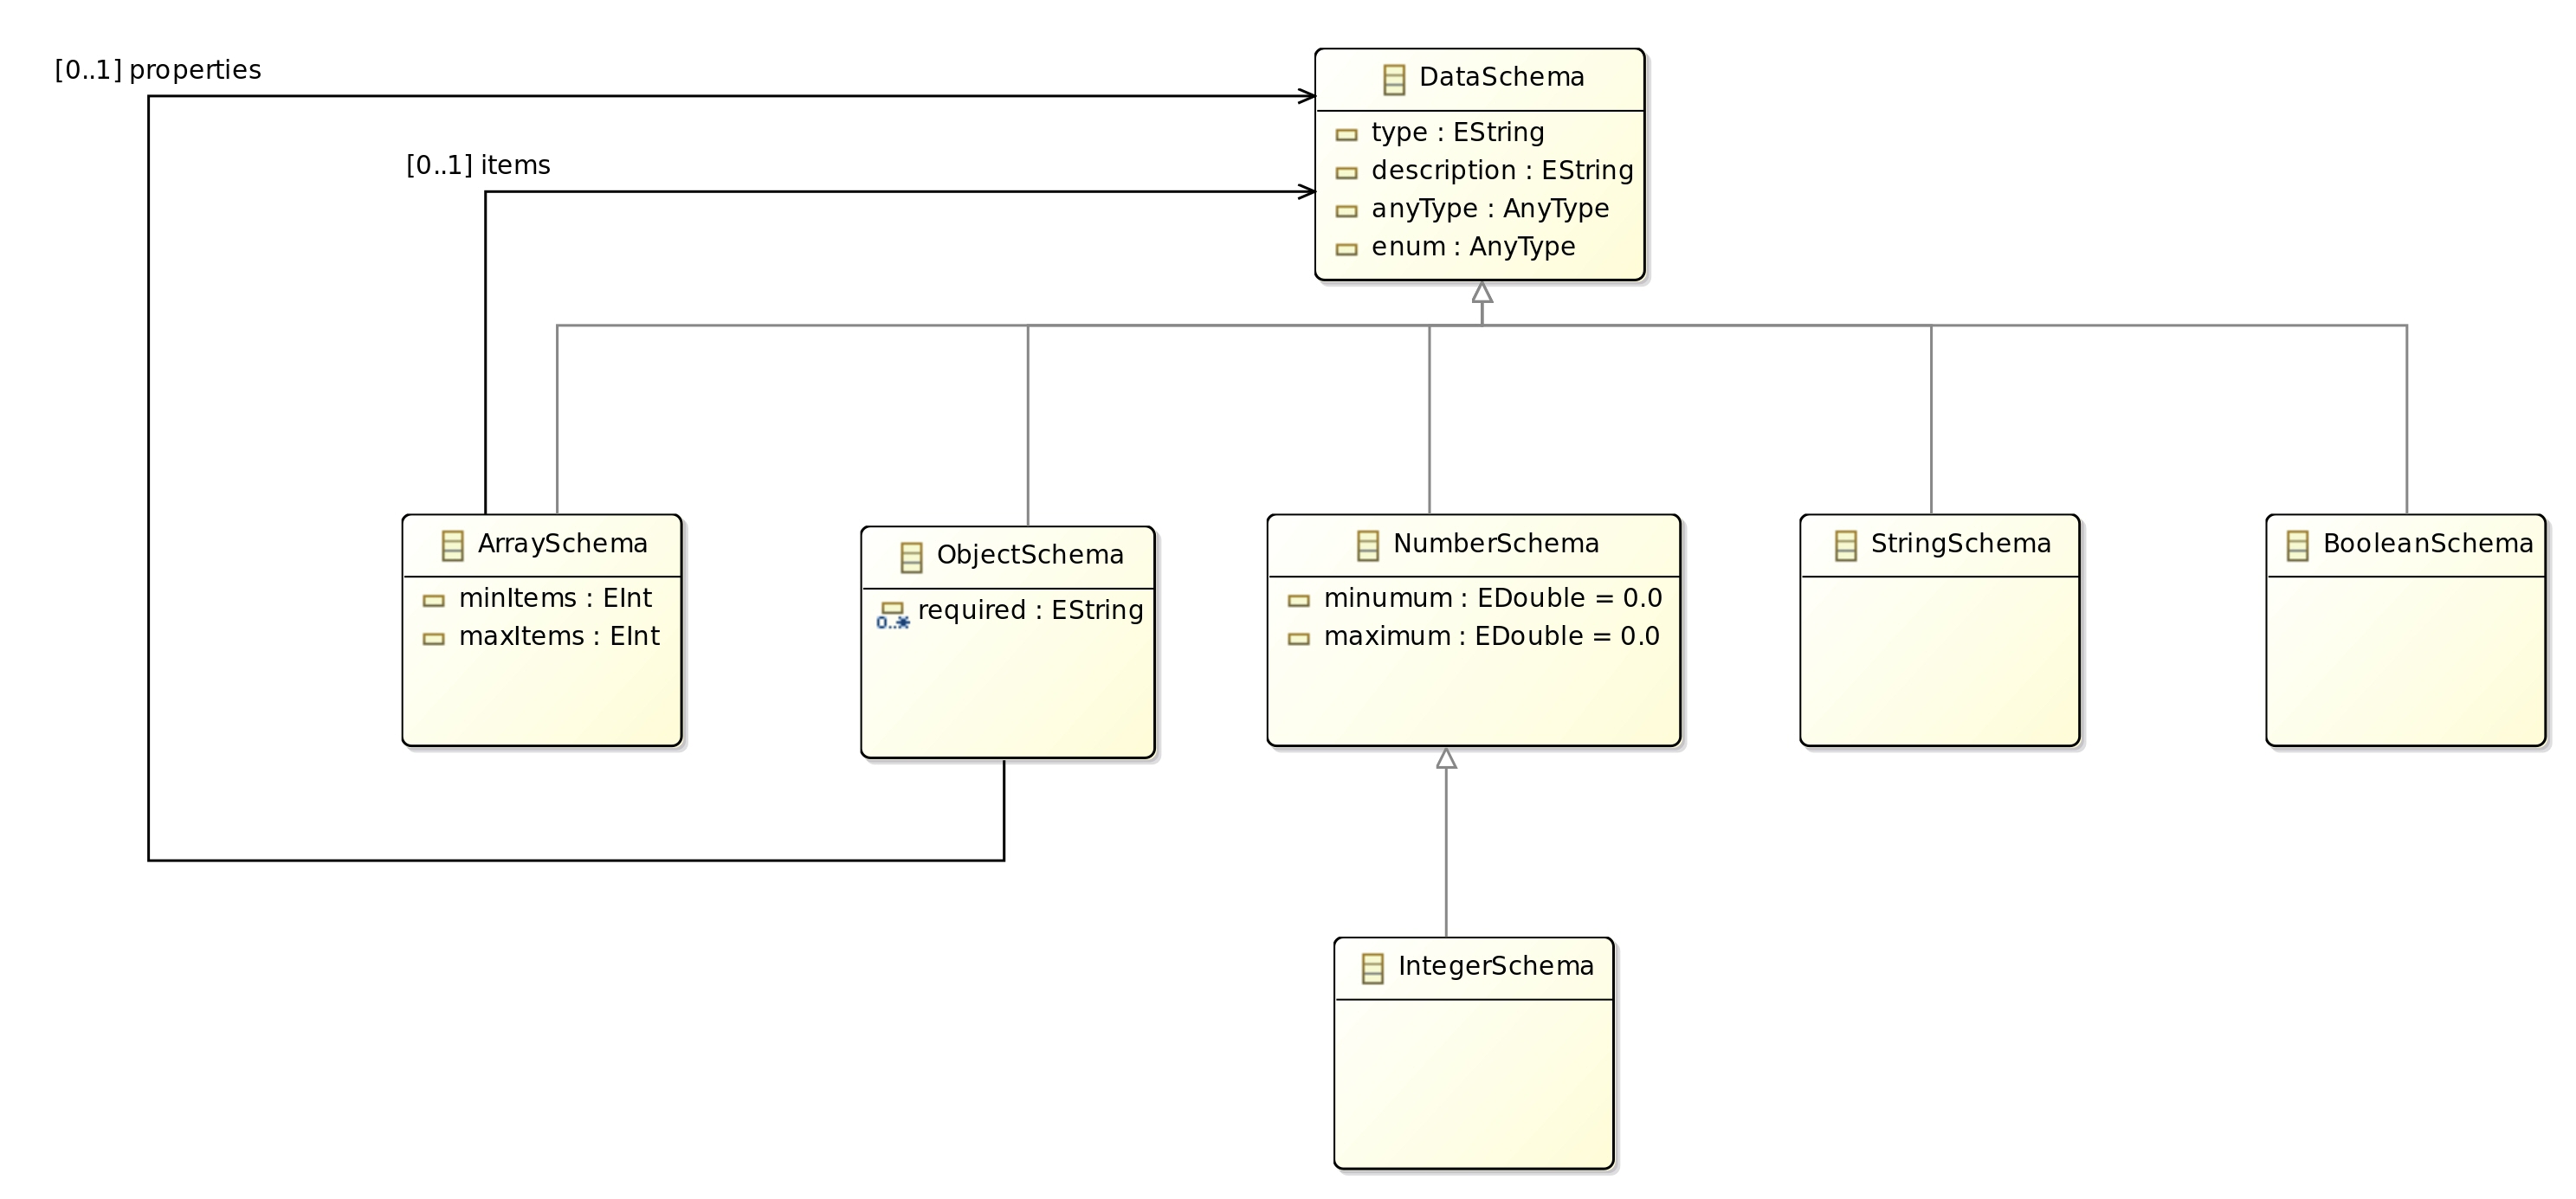 [0..1] properties
DataSchema
type : EString
[0..1] items
description : EString
anyType : AnyType
enum : AnyType
ArraySchema
minItems : EInt
maxItems : EInt
ObjectSchema
0..* required : EString
NumberSchema
minumum : EDouble = 0.0
maximum : EDouble = 0.0
StringSchema
BooleanSchema
IntegerSchema